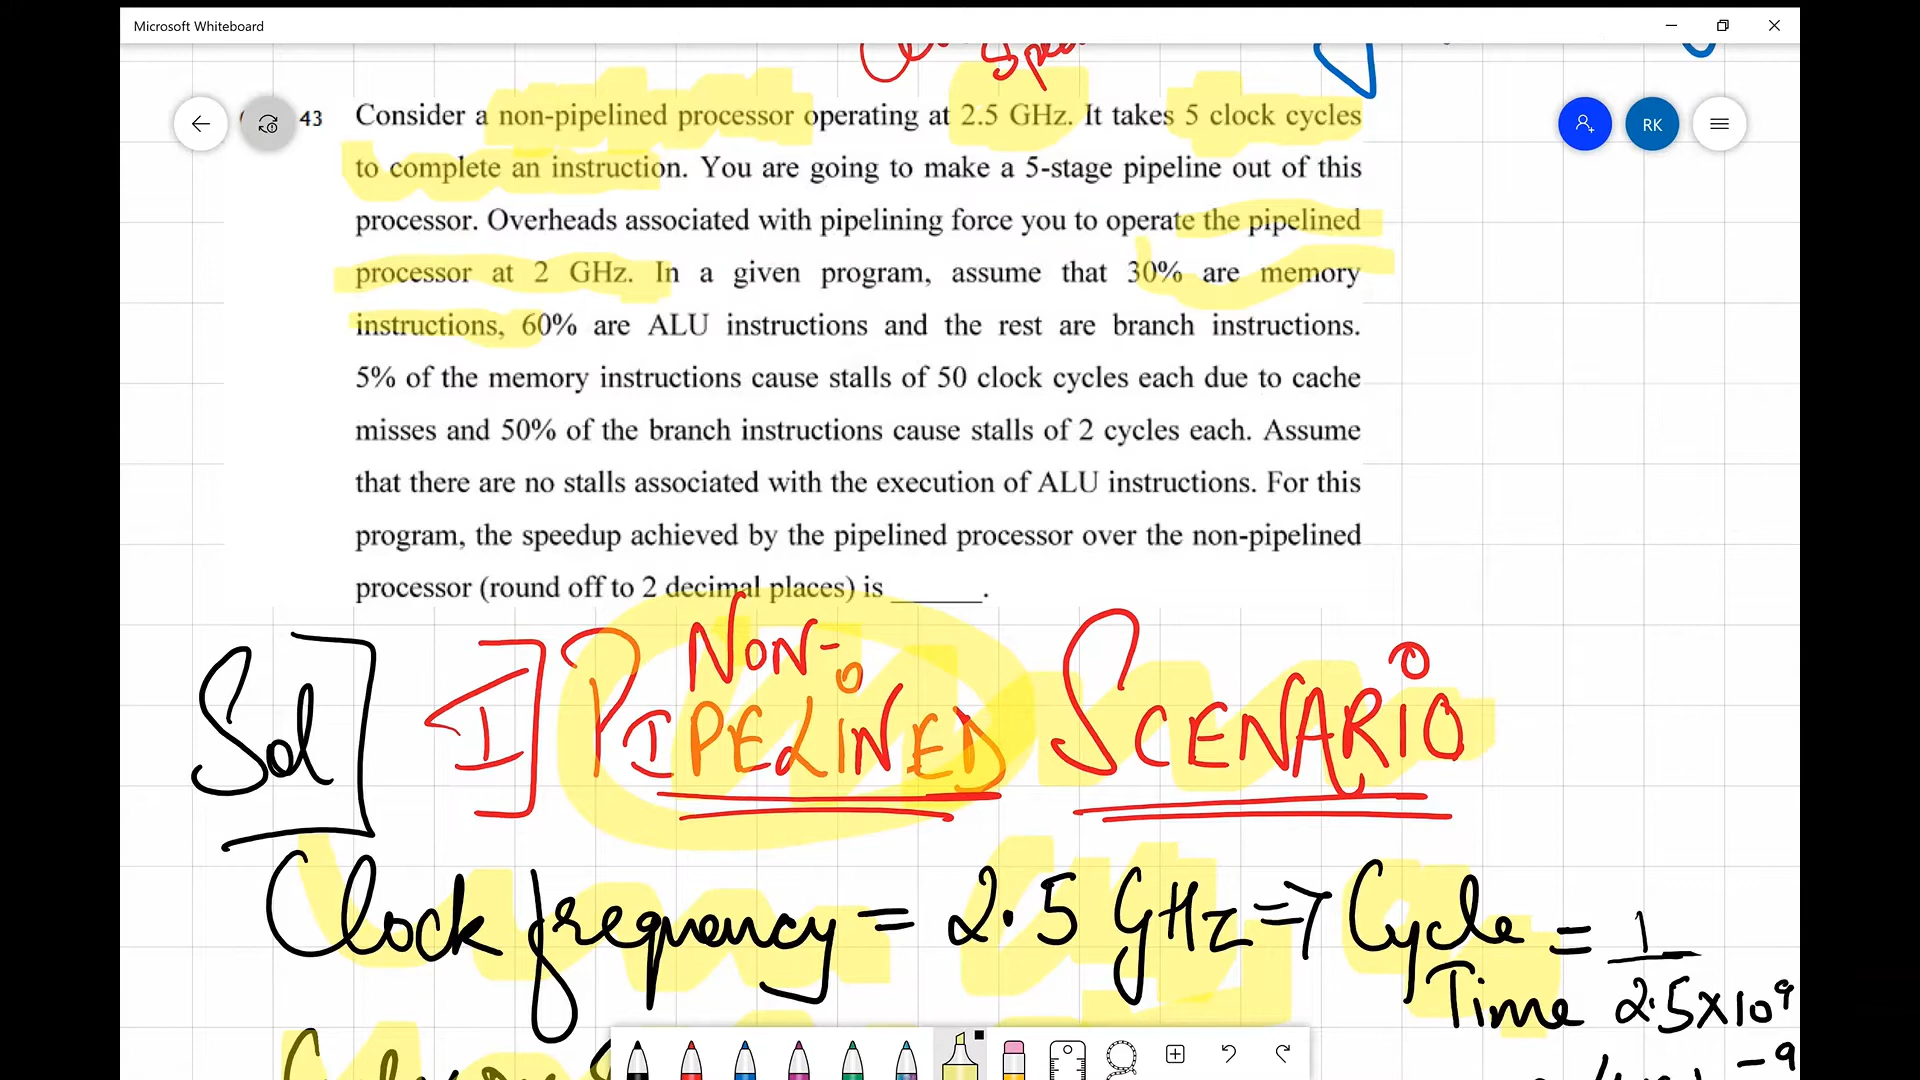 Microsoft Whiteboard
43 Consider a non-pipelined processor operating at 2.5 GHz. It takes 5 clock cycles
to complete an instruction. You are going to make a 5-stage pipeline out of this
processor. Overheads associated with pipelining force you to operate the pipelined
processor at 2 GHz. In a given program, assume that 30% are memory
instructions, 60% are ALU instructions and the rest are branch instructions.
5% of the memory instructions cause stalls of 50 clock cycles each due to cache
misses and 50% of the branch instructions cause stalls of 2 cycles each. Assume
that there are no stalls associated with the execution of ALU instructions. For this
program, the speedup achieved by the pipelined processor over the non-pipelined
processor (round off to 2 decimal places) is ______.
RK
Sol] I] NON-
PIPELINED SCENARIO
Clock frequency = 2.5 GHz => Cycle = 1
Time 2.5×10⁹